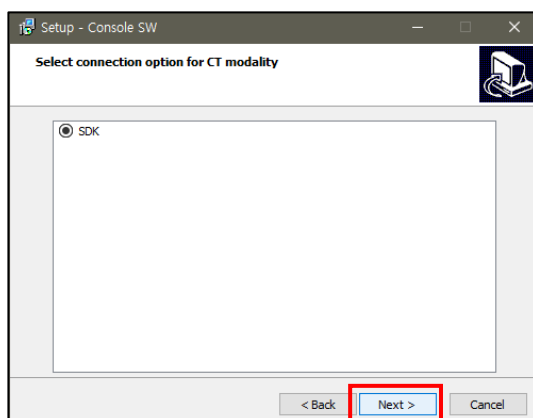 Setup - Console SW
Select connection option for CT modality
SDK
< Back
Next >
Cancel